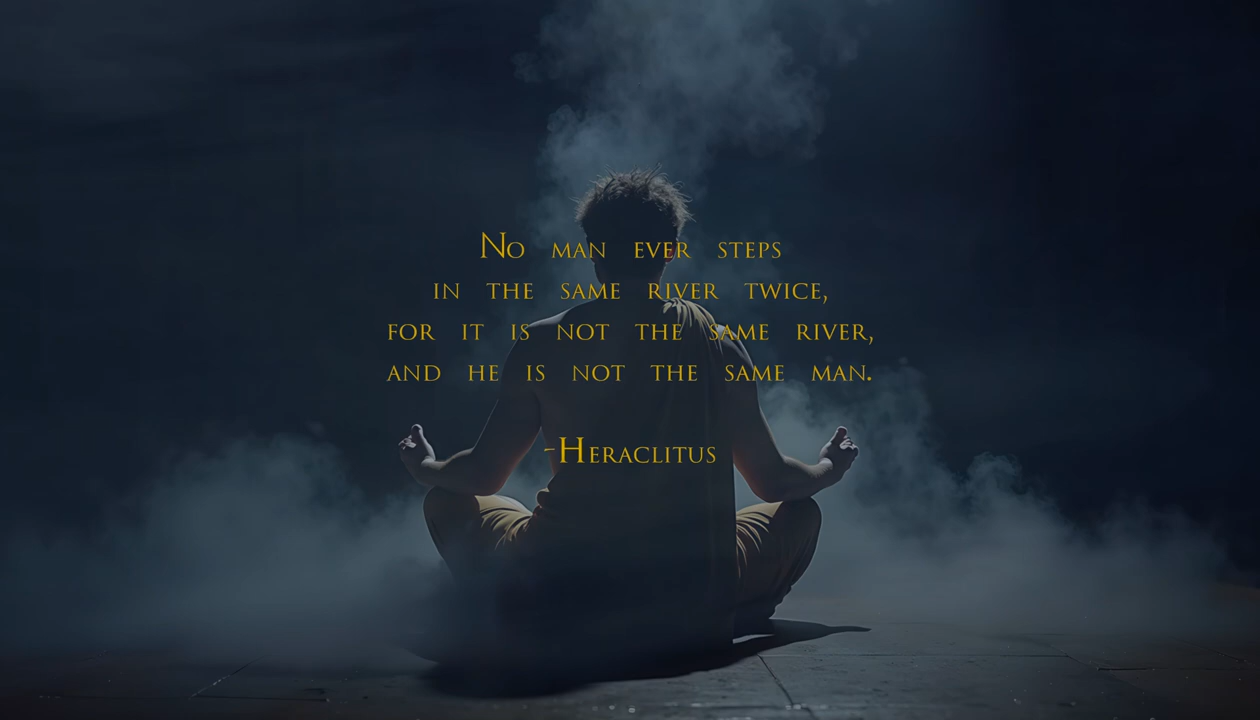 No man ever steps
in the same river twice,
for it is not the same river,
and he is not the same man.
-Heraclitus